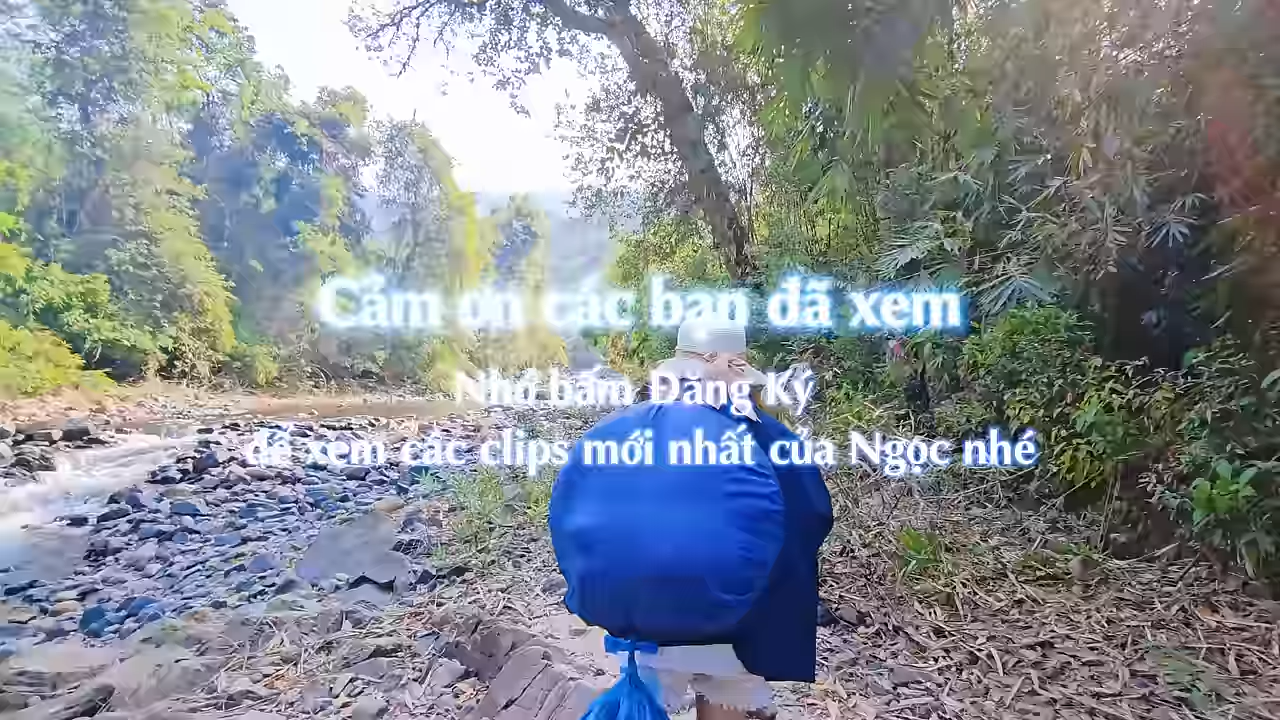 Cảm ơn các bạn đã xem
Nhớ bấm Đăng Ký
để xem các clips mới nhất của Ngọc nhé